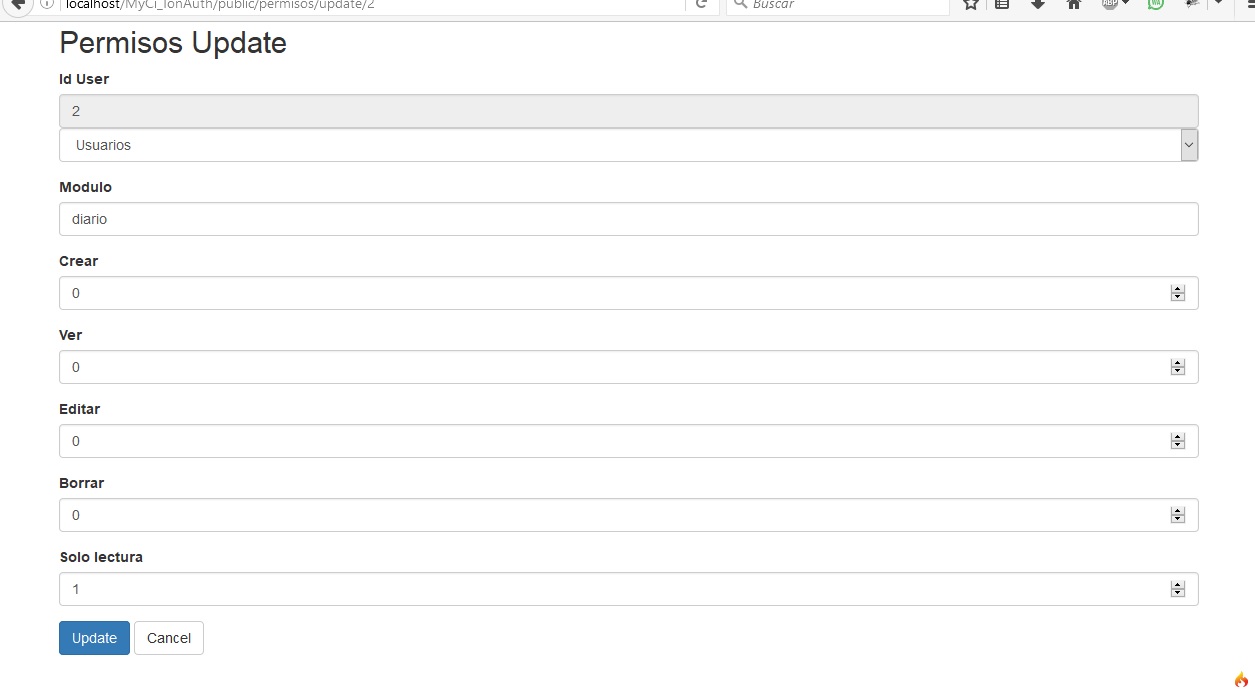 localhost/MyCi_IonAuth/public/permisos/update/2
Buscar
ABP
Permisos Update
Id User
2
Usuarios
Modulo
diario
Crear
0
Ver
0
Editar
0
Borrar
0
Solo lectura
1
Update Cancel